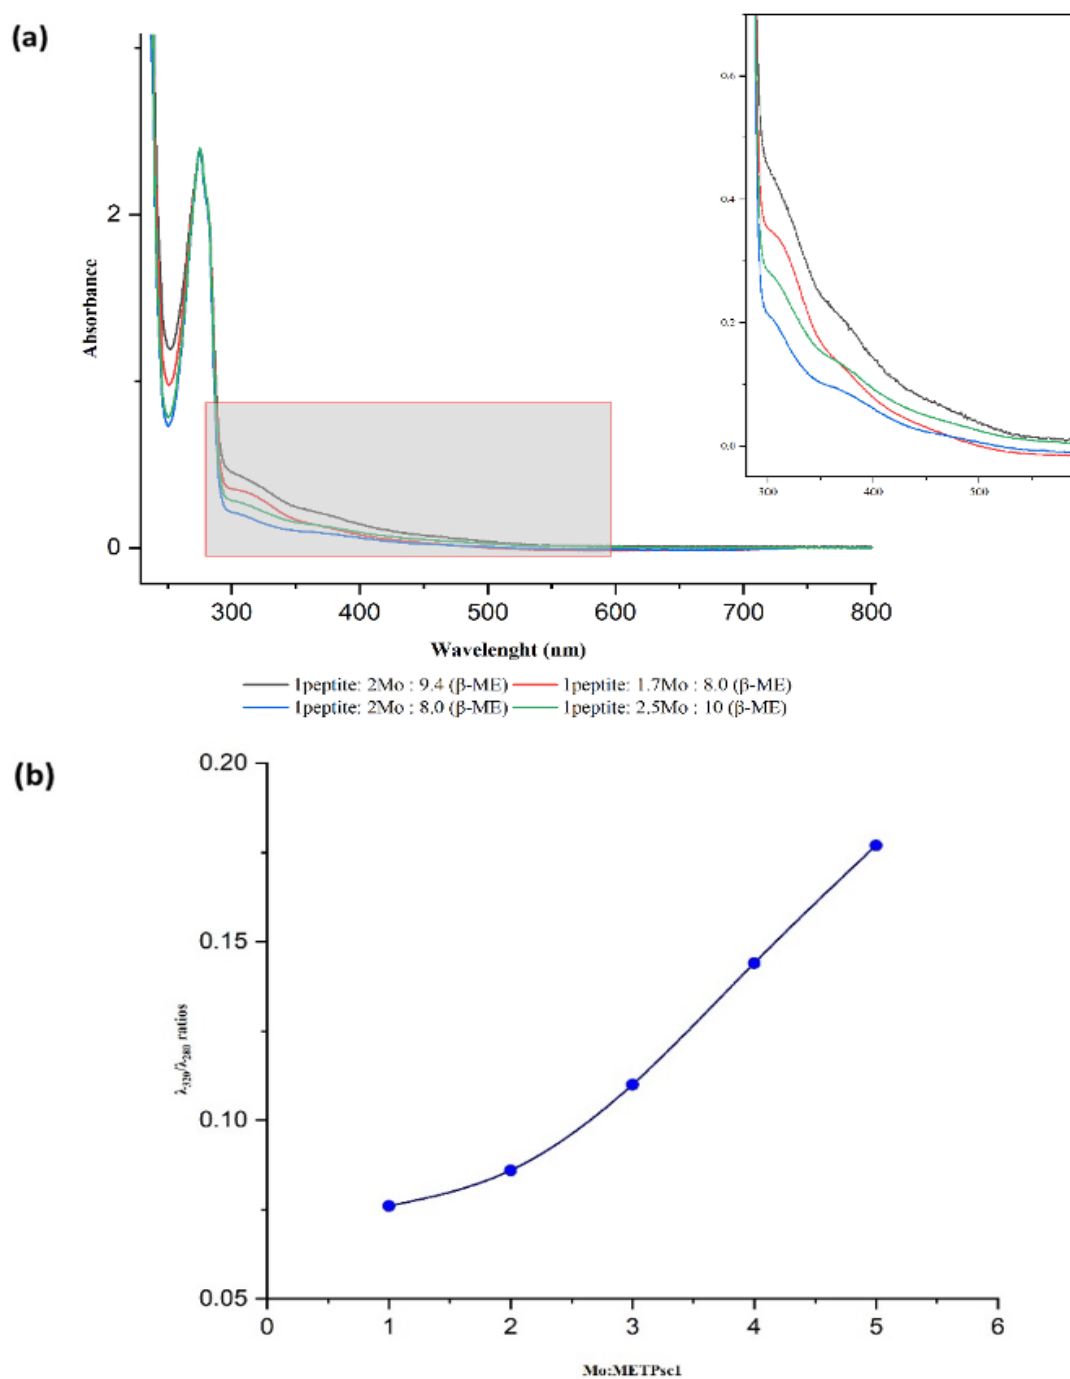 (a)
2
0
Absorbance
300 400 500 600 700 800
Wavelenght (nm)
0.6
0.4
0.2
0.0
300 400 500
1peptite: 2Mo : 9.4 (β-ME) 1peptite: 1.7Mo : 8.0 (β-ME)
1peptite: 2Mo : 8.0 (β-ME) 1peptite: 2.5Mo : 10 (β-ME)
(b)
0.20
0.15
0.10
0.05
λ320/λ280 ratios
0 1 2 3 4 5 6
Mo:METPsc1